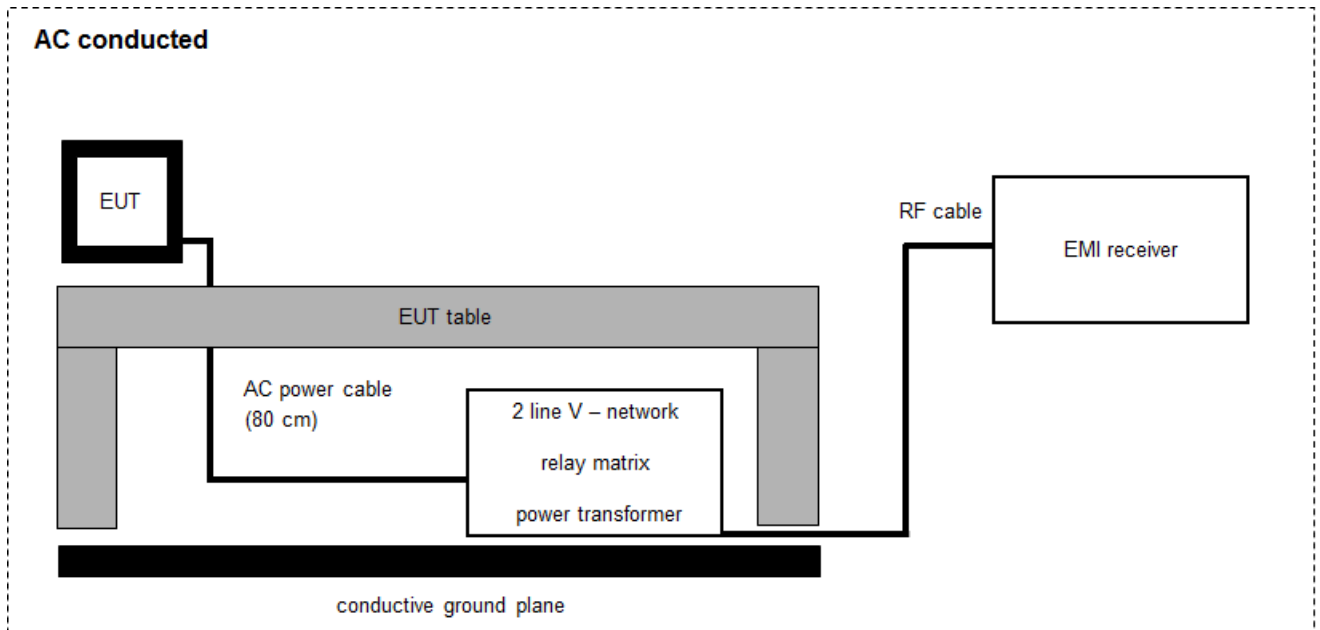 AC conducted
EUT
RF cable
EMI receiver
EUT table
AC power cable
(80 cm)
2 line V – network
relay matrix
power transformer
conductive ground plane